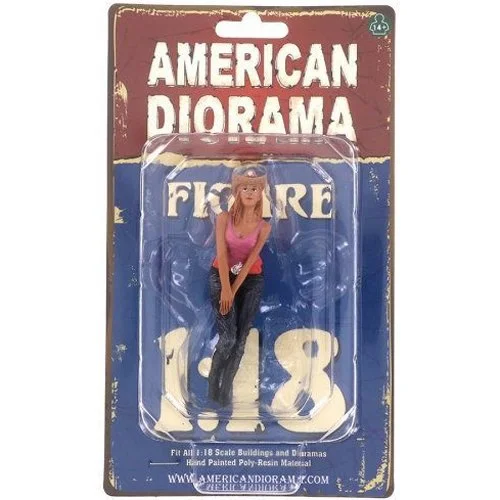 14+
AMERICAN
DIORAMA
FIGURE
1:18
Fit All 1:18 Scale Buildings and Dioramas
Hand Painted Poly-Resin Material
WWW.AMERICANDIORAMA.COM